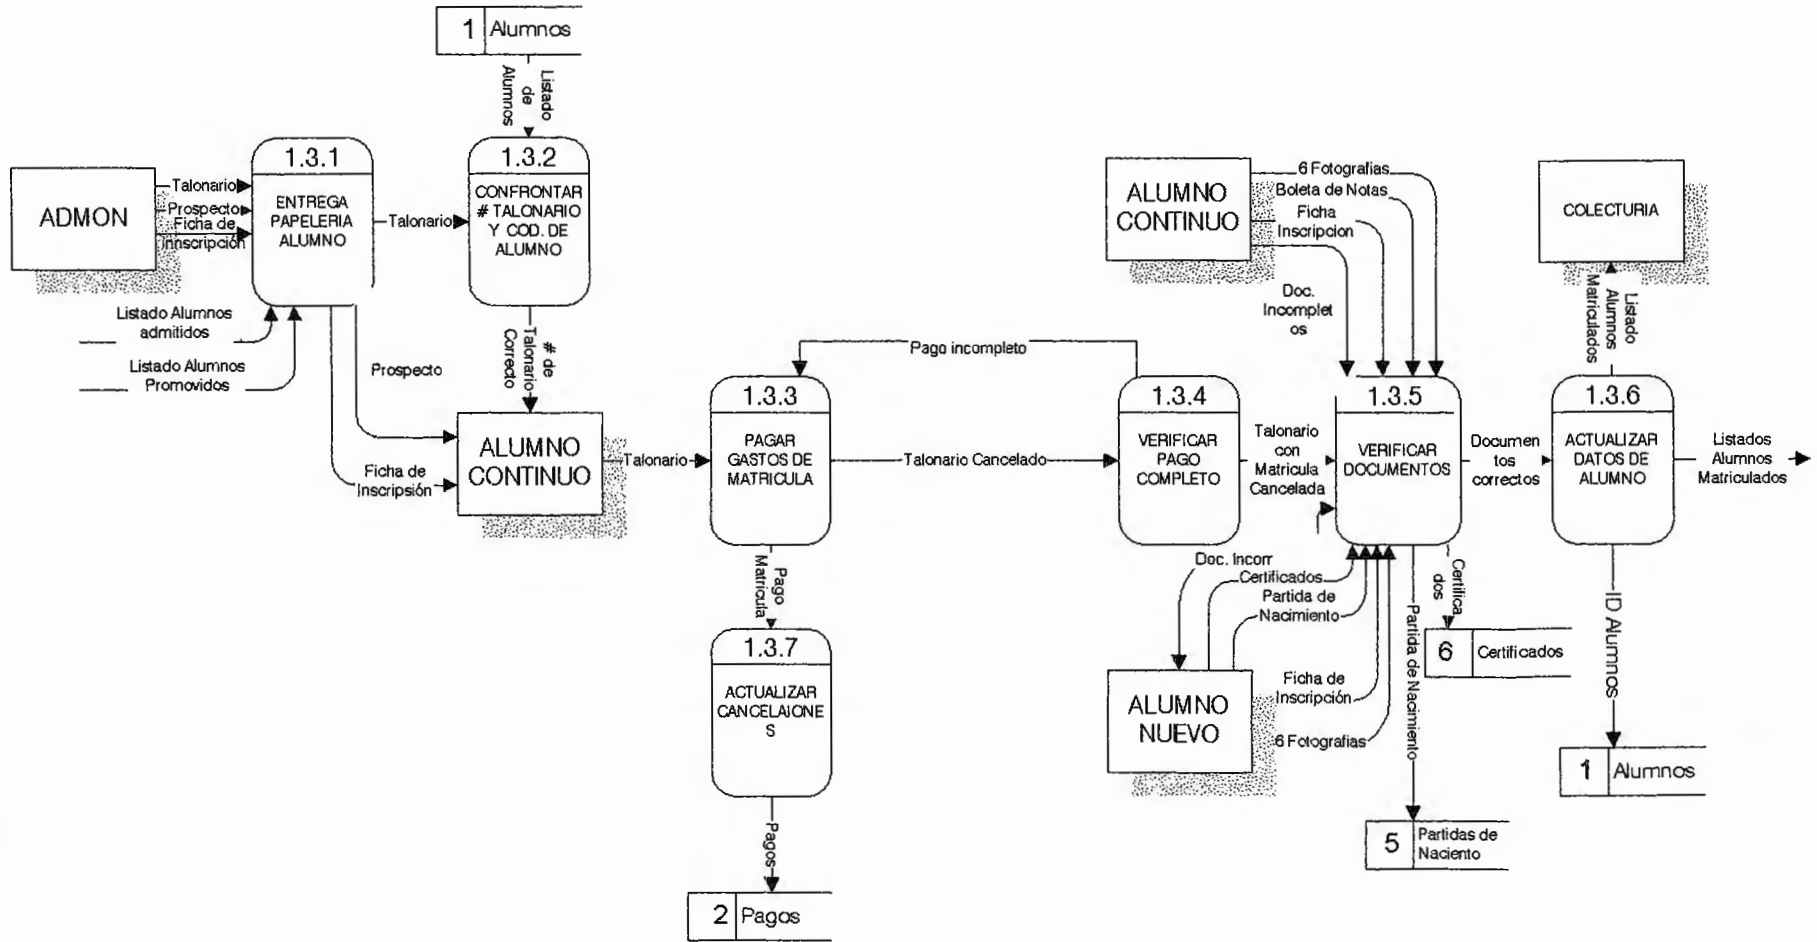 1 Alumnos
Listado
de
Alumnos
1.3.1
ENTREGA
PAPELERIA
ALUMNO
1.3.2
CONFRONTAR
# TALONARIO
Y COD. DE
ALUMNO
ADMON
Talonario
Prospecto
Ficha de
Innscripción
Talonario
Listado Alumnos
admitidos
Listado Alumnos
Promovidos
Prospecto
# de
Talonario
Correcto
Ficha de
Inscripsión
ALUMNO
CONTINUO
Talonario
Pago incompleto
1.3.3
PAGAR
GASTOS DE
MATRICULA
Talonario Cancelado
1.3.4
VERIFICAR
PAGO
COMPLETO
Pago
Matricula
1.3.7
ACTUALIZAR
CANCELAIONE
S
Pagos
2 Pagos
ALUMNO
CONTINUO
6 Fotografias
Boleta de Notas
Ficha
Inscripcion
Doc.
Incomplet
os
Talonario
con
Matricula
Cancelada
1.3.5
VERIFICAR
DOCUMENTOS
Documen
tos
correctos
1.3.6
ACTUALIZAR
DATOS DE
ALUMNO
COLECTURIA
Listado
Alumnos
Matriculados
Listados
Alumnos
Matriculados
Doc. Incorr
Certificados
Partida de
Nacimiento
Ficha de
Inscripción
6 Fotografias
ALUMNO
NUEVO
Certifica
dos
6 Certificados
Partida de Nacimiento
5 Partidas de
Naciento
ID Alumnos
1 Alumnos